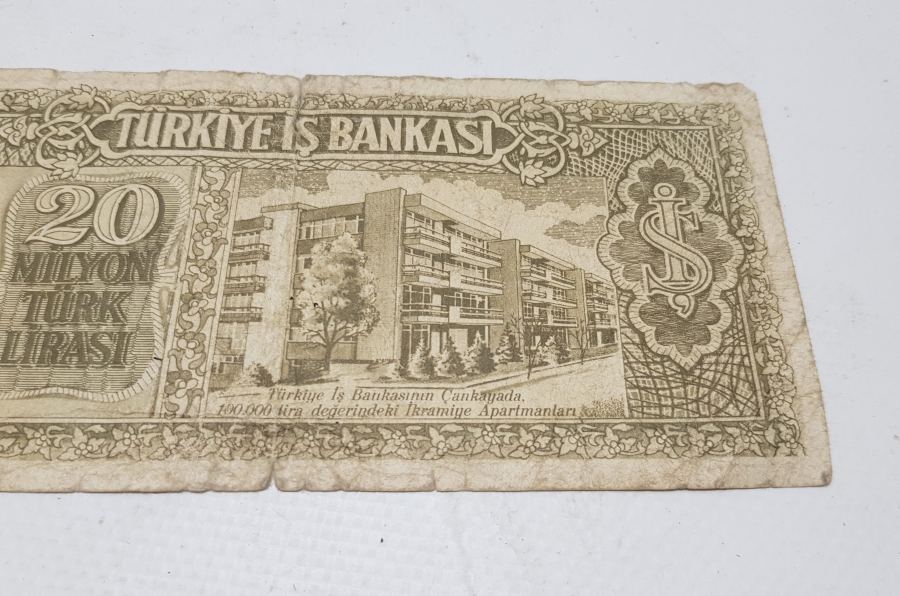 TÜRKİYE İŞ BANKASI
20
MİLYON
TÜRK
LİRASI
İŞ
Türkiye İş Bankasının Çankayada,
100.000 lira değerindeki İkramiye Apartmanları